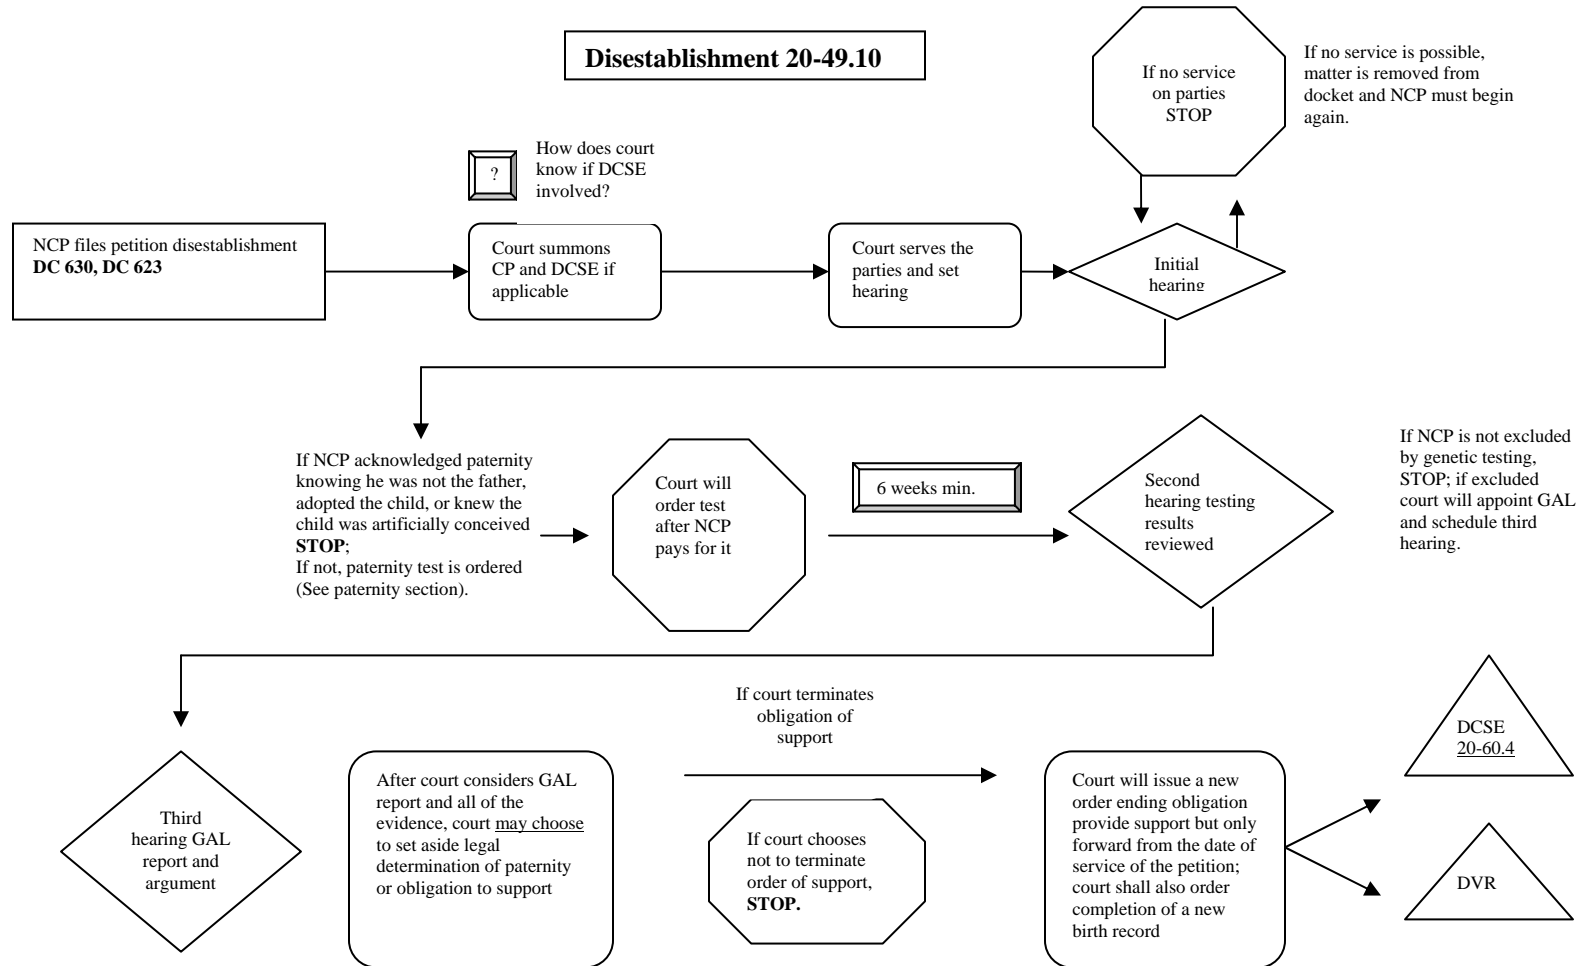 Disestablishment 20-49.10
If no service
on parties
STOP
If no service is possible,
matter is removed from
docket and NCP must begin
again.
?
How does court
know if DCSE
involved?
NCP files petition disestablishment
DC 630, DC 623
Court summons
CP and DCSE if
applicable
Court serves the
parties and set
hearing
Initial
hearing
If NCP acknowledged paternity
knowing he was not the father,
adopted the child, or knew the
child was artificially conceived
STOP;
If not, paternity test is ordered
(See paternity section).
Court will
order test
after NCP
pays for it
6 weeks min.
Second
hearing testing
results
reviewed
If NCP is not excluded
by genetic testing,
STOP; if excluded
court will appoint GAL
and schedule third
hearing.
Third
hearing GAL
report and
argument
After court considers GAL
report and all of the
evidence, court may choose
to set aside legal
determination of paternity
or obligation to support
If court terminates
obligation of
support
If court chooses
not to terminate
order of support,
STOP.
Court will issue a new
order ending obligation
provide support but only
forward from the date of
service of the petition;
court shall also order
completion of a new
birth record
DCSE
20-60.4
DVR